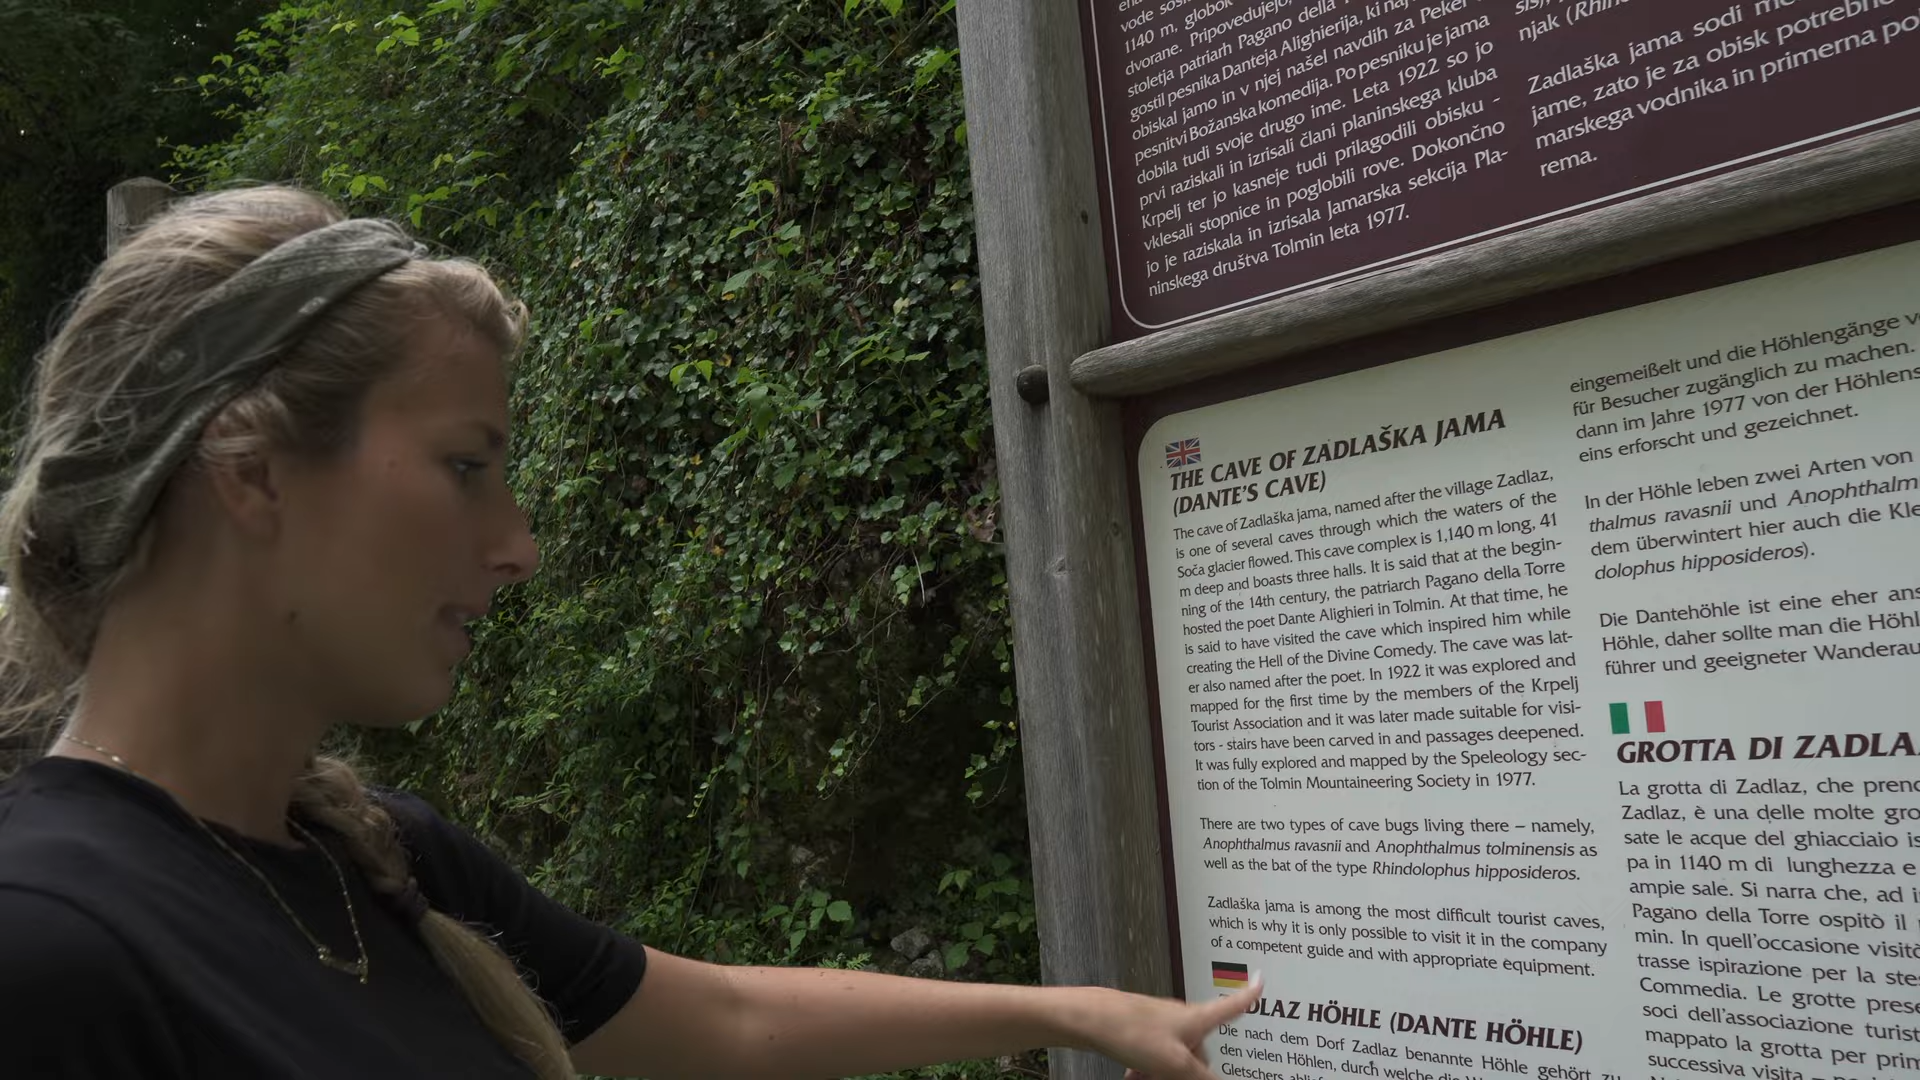 vode
1140 m, globok
dvorane. Pripovedujejo,
stoletja patriarh Pagano della
gostil pesnika Danteja Alighierija, ki naj
obiskal jamo in v njej našel navdih za Pekel
pesnitvi Božanska komedija. Po pesniku je jama
dobila tudi svoje drugo ime. Leta 1922 so jo
prvi raziskali in izrisali člani planinskega kluba
Krpelj ter jo kasneje tudi prilagodili obisku -
vklesali stopnice in poglobili rove. Dokončno
jo je raziskala in izrisala Jamarska sekcija Pla-
ninskega društva Tolmin leta 1977.
njak (Rhin
Zadlaška jama sodi
jame, zato je za obisk potrebno
marskega vodnika in primerna
rema.
THE CAVE OF ZADLAŠKA JAMA
(DANTE'S CAVE)
The cave of Zadlaška jama, named after the village Zadlaz,
is one of several caves through which the waters of the
Soča glacier flowed. This cave complex is 1,140 m long, 41
m deep and boasts three halls. It is said that at the begin-
ning of the 14th century, the patriarch Pagano della Torre
hosted the poet Dante Alighieri in Tolmin. At that time, he
is said to have visited the cave which inspired him while
creating the Hell of the Divine Comedy. The cave was lat-
er also named after the poet. In 1922 it was explored and
mapped for the first time by the members of the Krpelj
Tourist Association and it was later made suitable for visi-
tors - stairs have been carved in and passages deepened.
It was fully explored and mapped by the Speleology sec-
tion of the Tolmin Mountaineering Society in 1977.
There are two types of cave bugs living there – namely,
Anophthalmus ravasnii and Anophthalmus tolminensis as
well as the bat of the type Rhindolophus hipposideros.
Zadlaška jama is among the most difficult tourist caves,
which is why it is only possible to visit it in the company
of a competent guide and with appropriate equipment.
DLAZ HÖHLE (DANTE HÖHLE)
Die nach dem Dorf Zadlaz benannte Höhle gehört zu
den vielen Höhlen, durch welche die
Gletschers
eingemeißelt und die Höhlengänge
für Besucher zugänglich zu machen.
dann im Jahre 1977 von der Höhlens
eins erforscht und gezeichnet.
In der Höhle leben zwei Arten von
thalmus ravasnii und Anophthalm
dem überwintert hier auch die Kle
dolophus hipposideros).
Die Dantehöhle ist eine eher ans
Höhle, daher sollte man die Höhl
führer und geeigneter Wanderau
GROTTA DI ZADLA
La grotta di Zadlaz, che prend
Zadlaz, è una delle molte gro
sate le acque del ghiacciaio is
pa in 1140 m di lunghezza e
ampie sale. Si narra che, ad i
Pagano della Torre ospitò il
min. In quell'occasione visitò
trasse ispirazione per la ste
Commedia. Le grotte prese
soci dell'associazione turist
mappato la grotta per prim
successiva visita